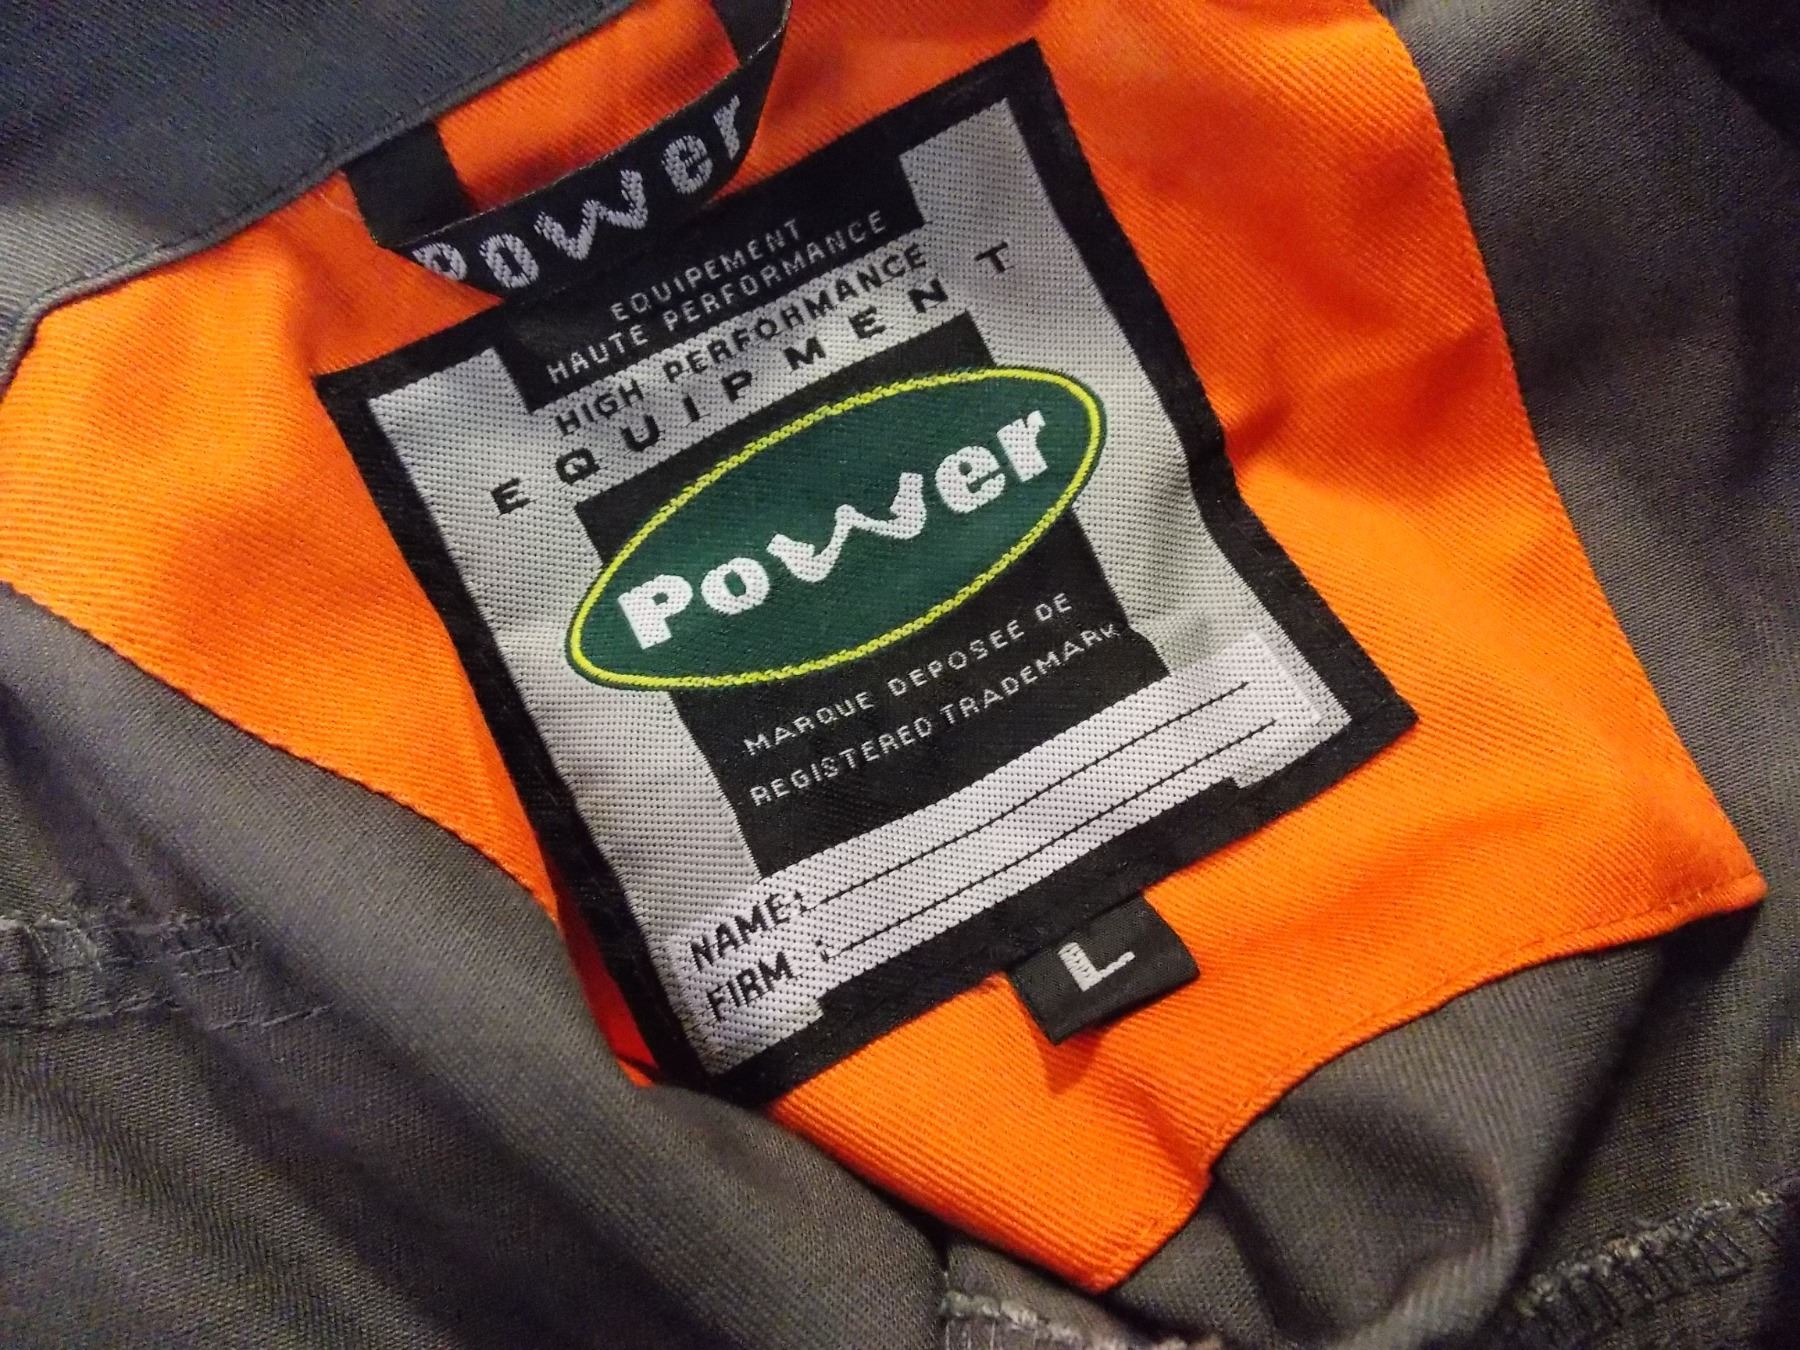 Power
EQUIPEMENT
HAUTE PERFORMANCE
HIGH PERFORMANCE
EQUIPMENT
Power
MARQUE DEPOSEE DE
REGISTERED TRADEMARK
NAME:
FIRM :
L